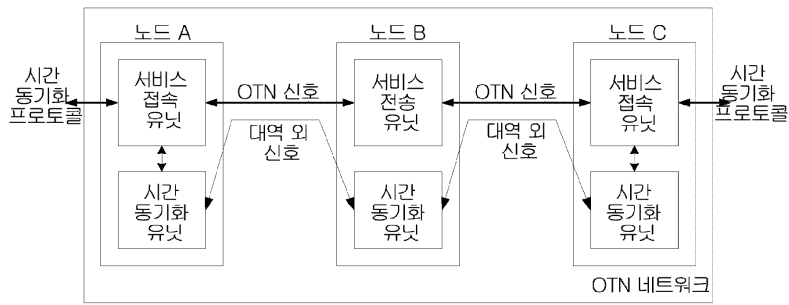 노드 A
노드 B
노드 C
시간
동기화
프로토콜
서비스
접속
유닛
OTN 신호
서비스
전송
유닛
OTN 신호
서비스
접속
유닛
시간
동기화
프로토콜
대역 외
신호
대역 외
신호
시간
동기화
유닛
시간
동기화
유닛
시간
동기화
유닛
OTN 네트워크